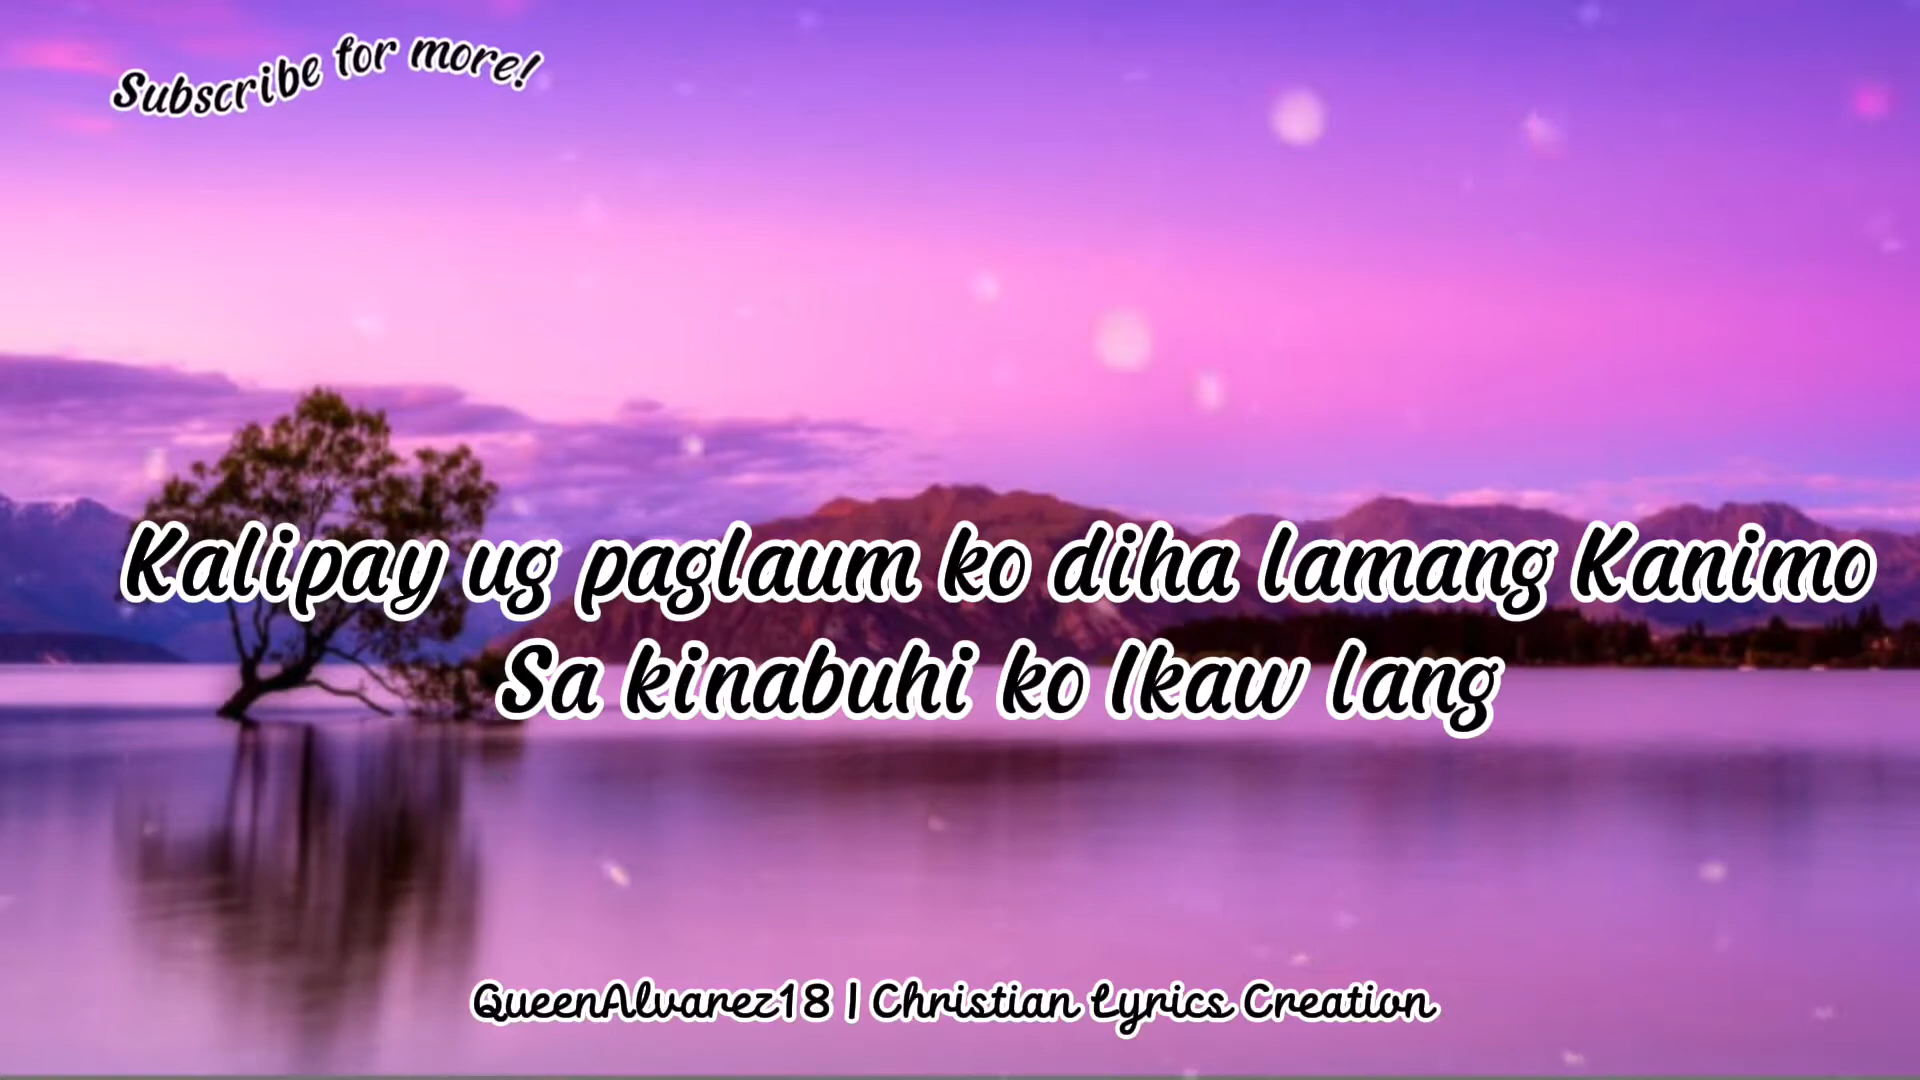 Subscribe for more!
Kalipay ug paglaum ko diha lamang Kanimo
Sa kinabuhi ko Ikaw lang
QueenAlvarez18 | Christian Lyrics Creation